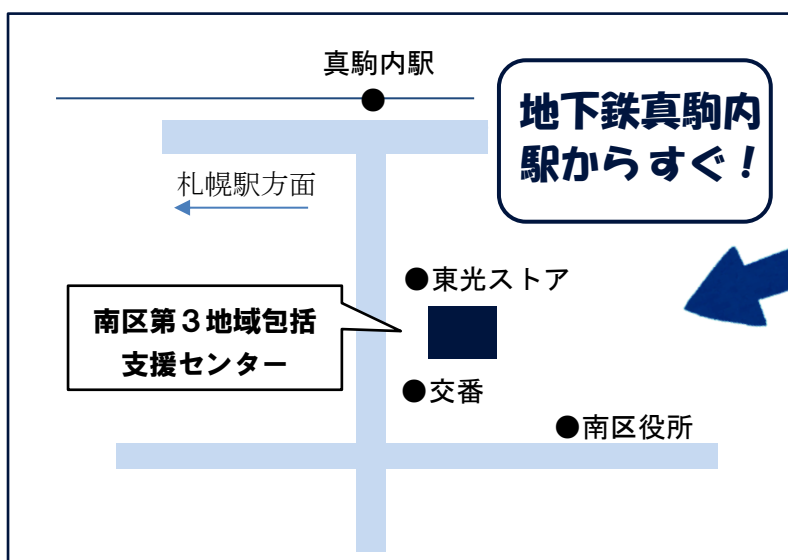 真駒内駅
地下鉄真駒内
駅からすぐ！
札幌駅方面
●東光ストア
南区第３地域包括
支援センター
●交番
●南区役所